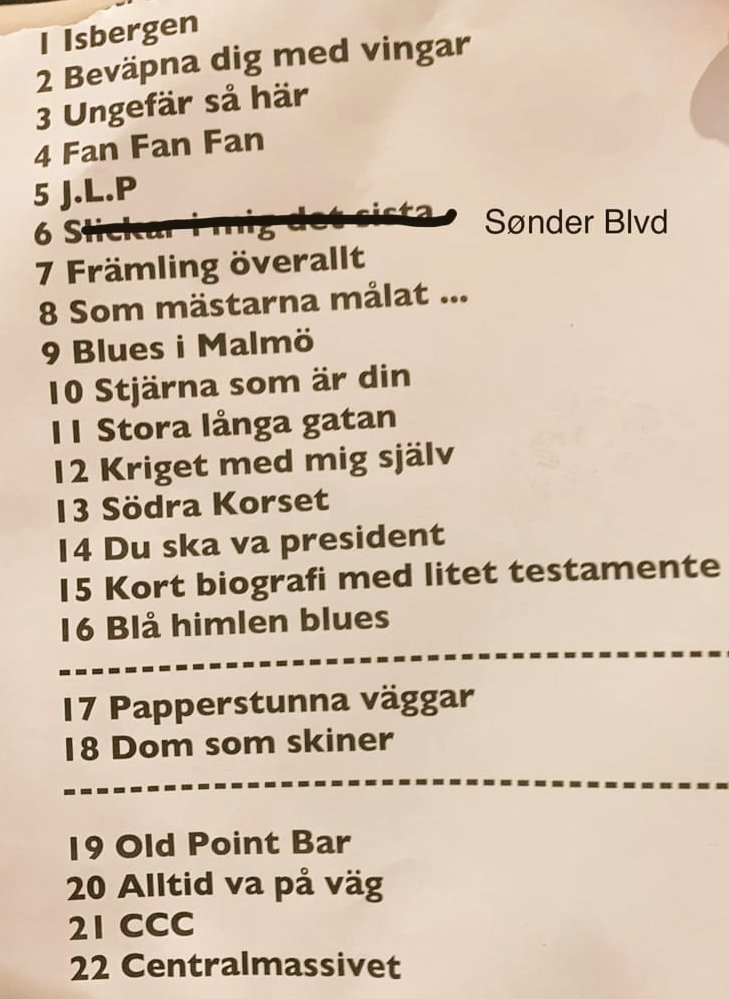 1 Isbergen
2 Beväpna dig med vingar
3 Ungefär så här
4 Fan Fan Fan
5 J.L.P
6 Slickar i mig det sista Sønder Blvd
7 Främling överallt
8 Som mästarna målat ...
9 Blues i Malmö
10 Stjärna som är din
11 Stora långa gatan
12 Kriget med mig själv
13 Södra Korset
14 Du ska va president
15 Kort biografi med litet testamente
16 Blå himlen blues
17 Papperstunna väggar
18 Dom som skiner
19 Old Point Bar
20 Alltid va på väg
21 CCC
22 Centralmassivet